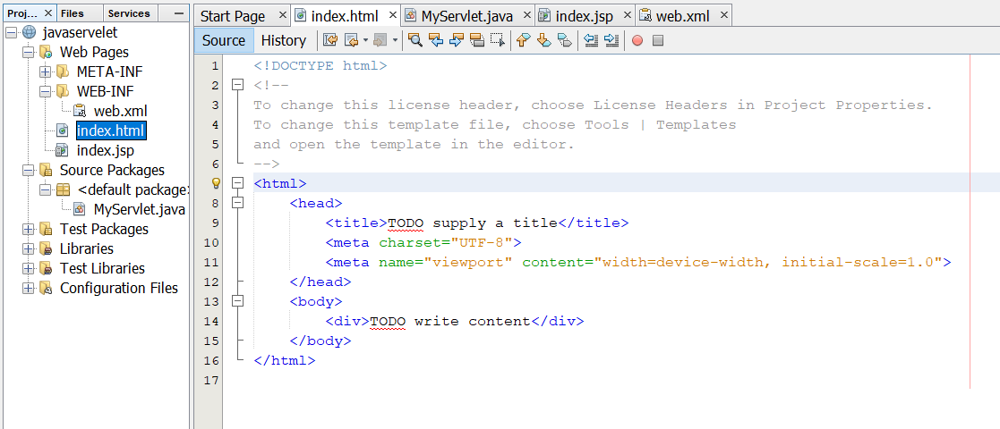 Proj... Files Services
javaservelet
Web Pages
META-INF
WEB-INF
web.xml
index.html
index.jsp
Source Packages
<default package>
MyServlet.java
Test Packages
Libraries
Test Libraries
Configuration Files
Start Page index.html MyServlet.java index.jsp web.xml
Source History
1 <!DOCTYPE html>
2 <!--
3 To change this license header, choose License Headers in Project Properties.
4 To change this template file, choose Tools | Templates
5 and open the template in the editor.
6 -->
<html>
8 <head>
9 <title>TODO supply a title</title>
10 <meta charset="UTF-8">
11 <meta name="viewport" content="width=device-width, initial-scale=1.0">
12 </head>
13 <body>
14 <div>TODO write content</div>
15 </body>
16 </html>
17